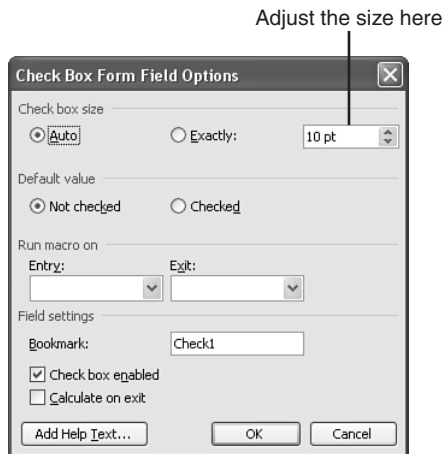 Adjust the size here
Check Box Form Field Options
Check box size
Auto Exactly: 10 pt
Default value
Not checked Checked
Run macro on
Entry: Exit:
Field settings
Bookmark: Check1
Check box enabled
Calculate on exit
Add Help Text... OK Cancel